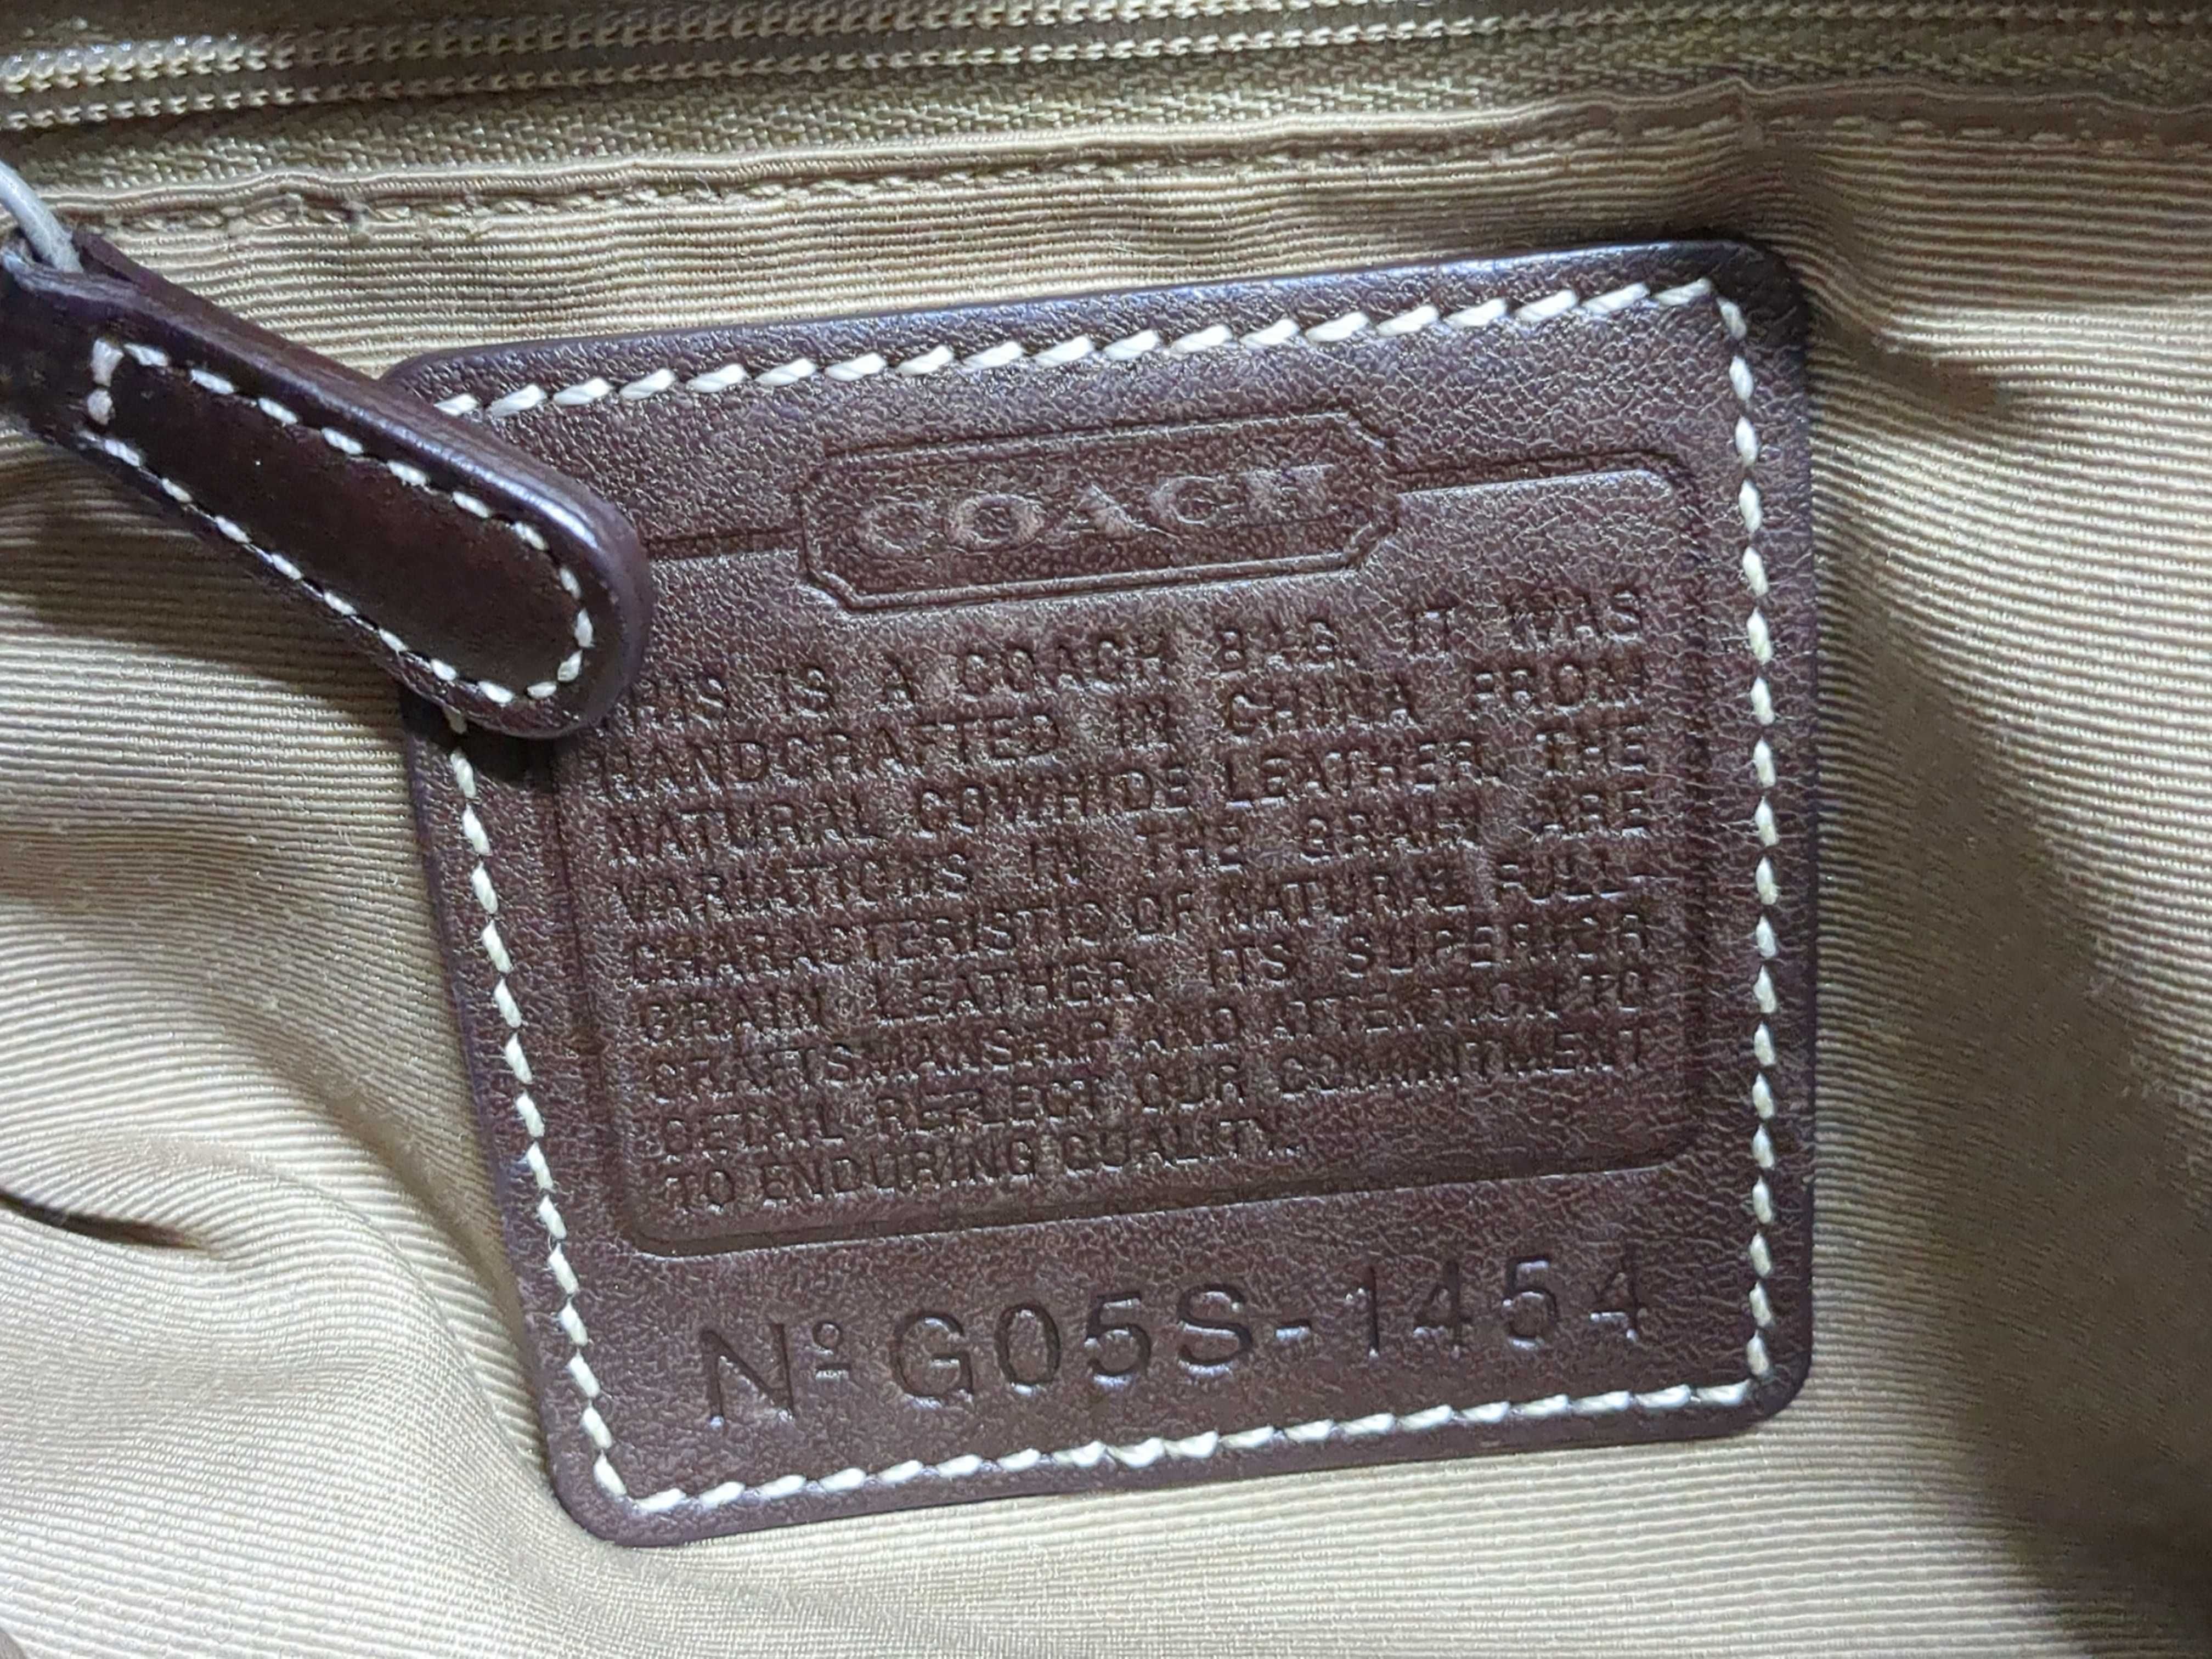 COACH
THIS IS A COACH BAG. IT WAS
HANDCRAFTED IN CHINA FROM
NATURAL COWHIDE LEATHER. THE
VARIATIONS IN THE GRAIN ARE
CHARACTERISTIC OF NATURAL FULL-
GRAIN LEATHER. ITS SUPERIOR
CRAFTSMANSHIP AND ATTENTION TO
DETAIL REFLECT OUR COMMITMENT
TO ENDURING QUALITY.
Nº G05S-1454